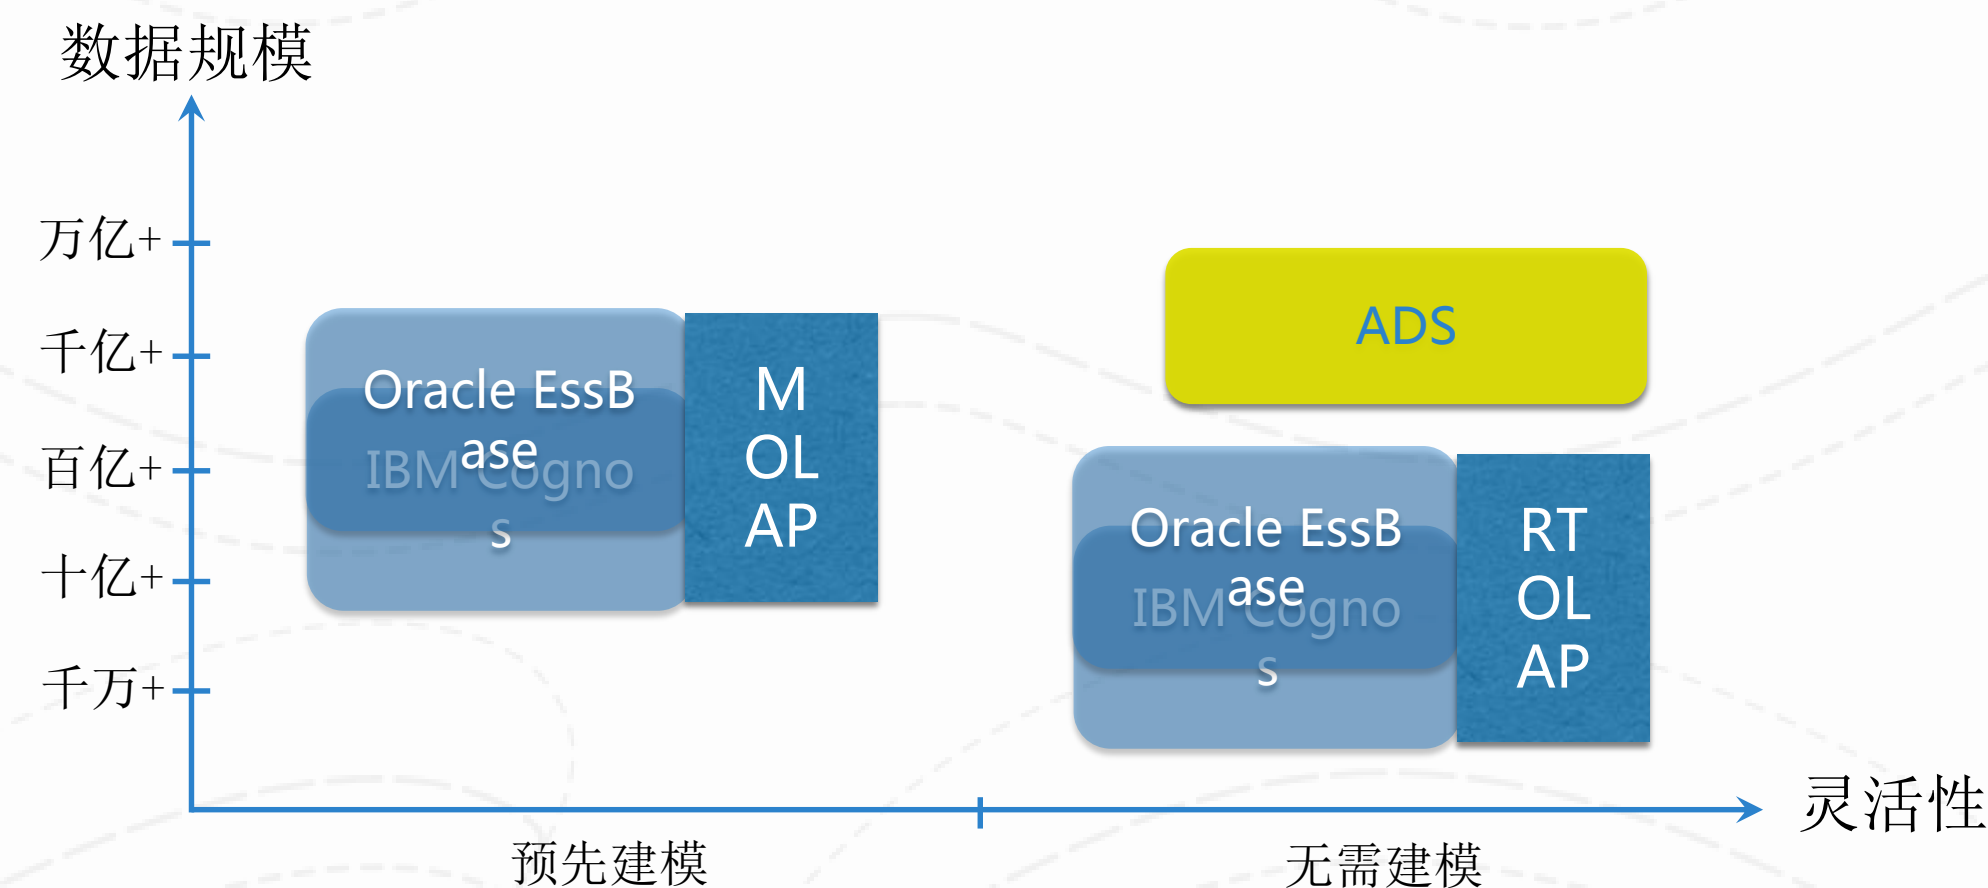 数据规模
万亿+
千亿+
百亿+
十亿+
千万+
Oracle EssB
ase
IBM Cogno
s
M
OL
AP
ADS
Oracle EssB
ase
IBM Cogno
s
RT
OL
AP
灵活性
预先建模
无需建模